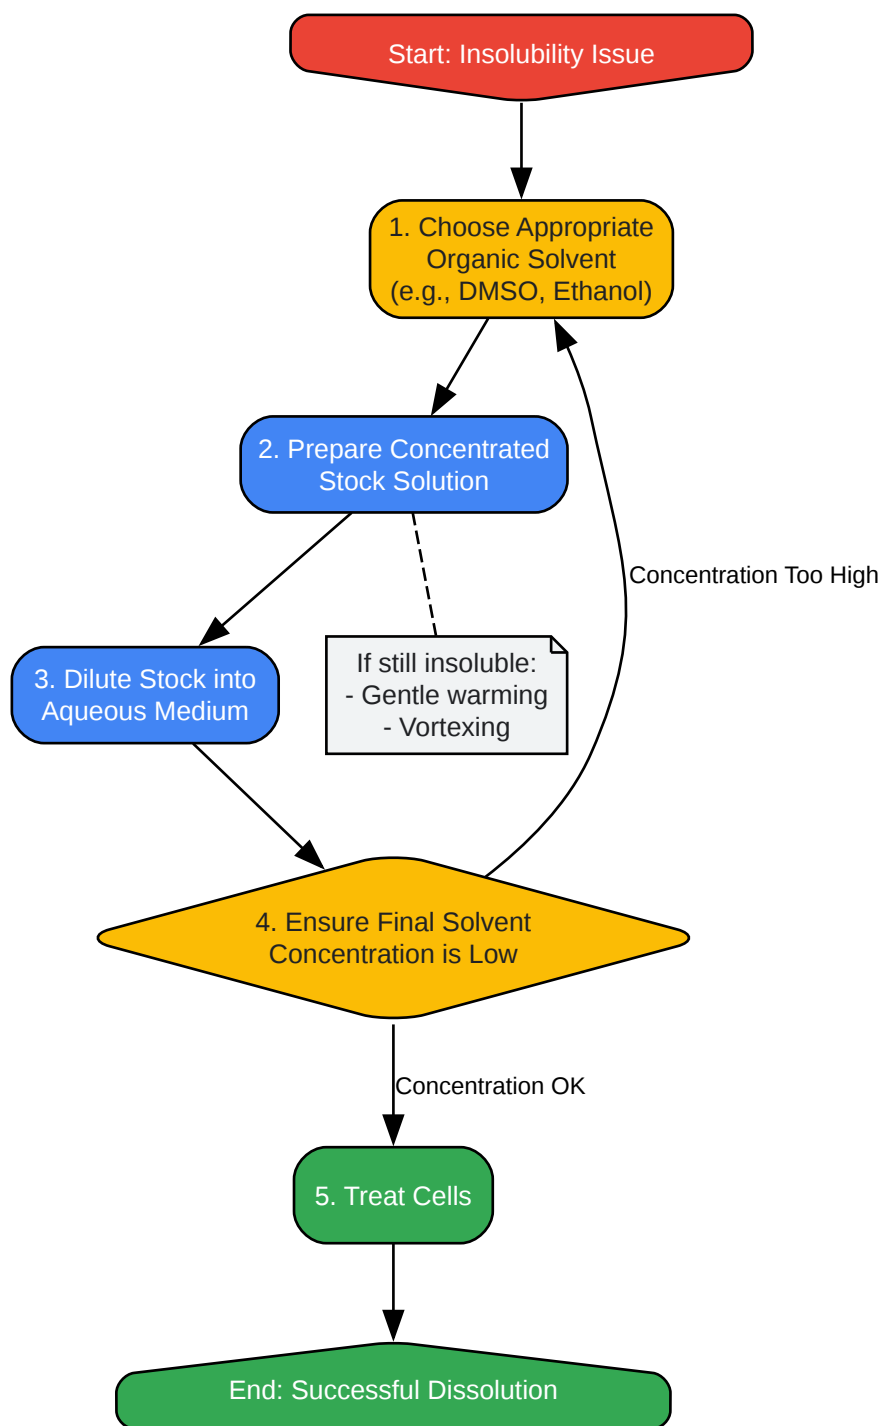 Start: Insolubility Issue
1. Choose Appropriate
Organic Solvent
(e.g., DMSO, Ethanol)
2. Prepare Concentrated
Stock Solution
Concentration Too High
If still insoluble:
- Gentle warming
- Vortexing
3. Dilute Stock into
Aqueous Medium
4. Ensure Final Solvent
Concentration is Low
Concentration OK
5. Treat Cells
End: Successful Dissolution